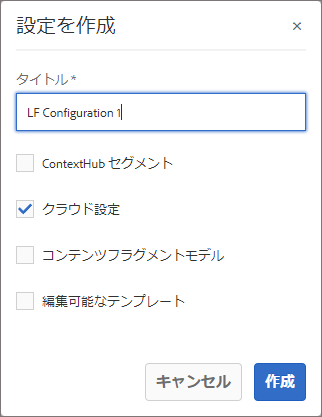 設定を作成
×
タイトル*
LF Configuration 1
ContextHub セグメント
クラウド設定
コンテンツフラグメントモデル
編集可能なテンプレート
キャンセル
作成